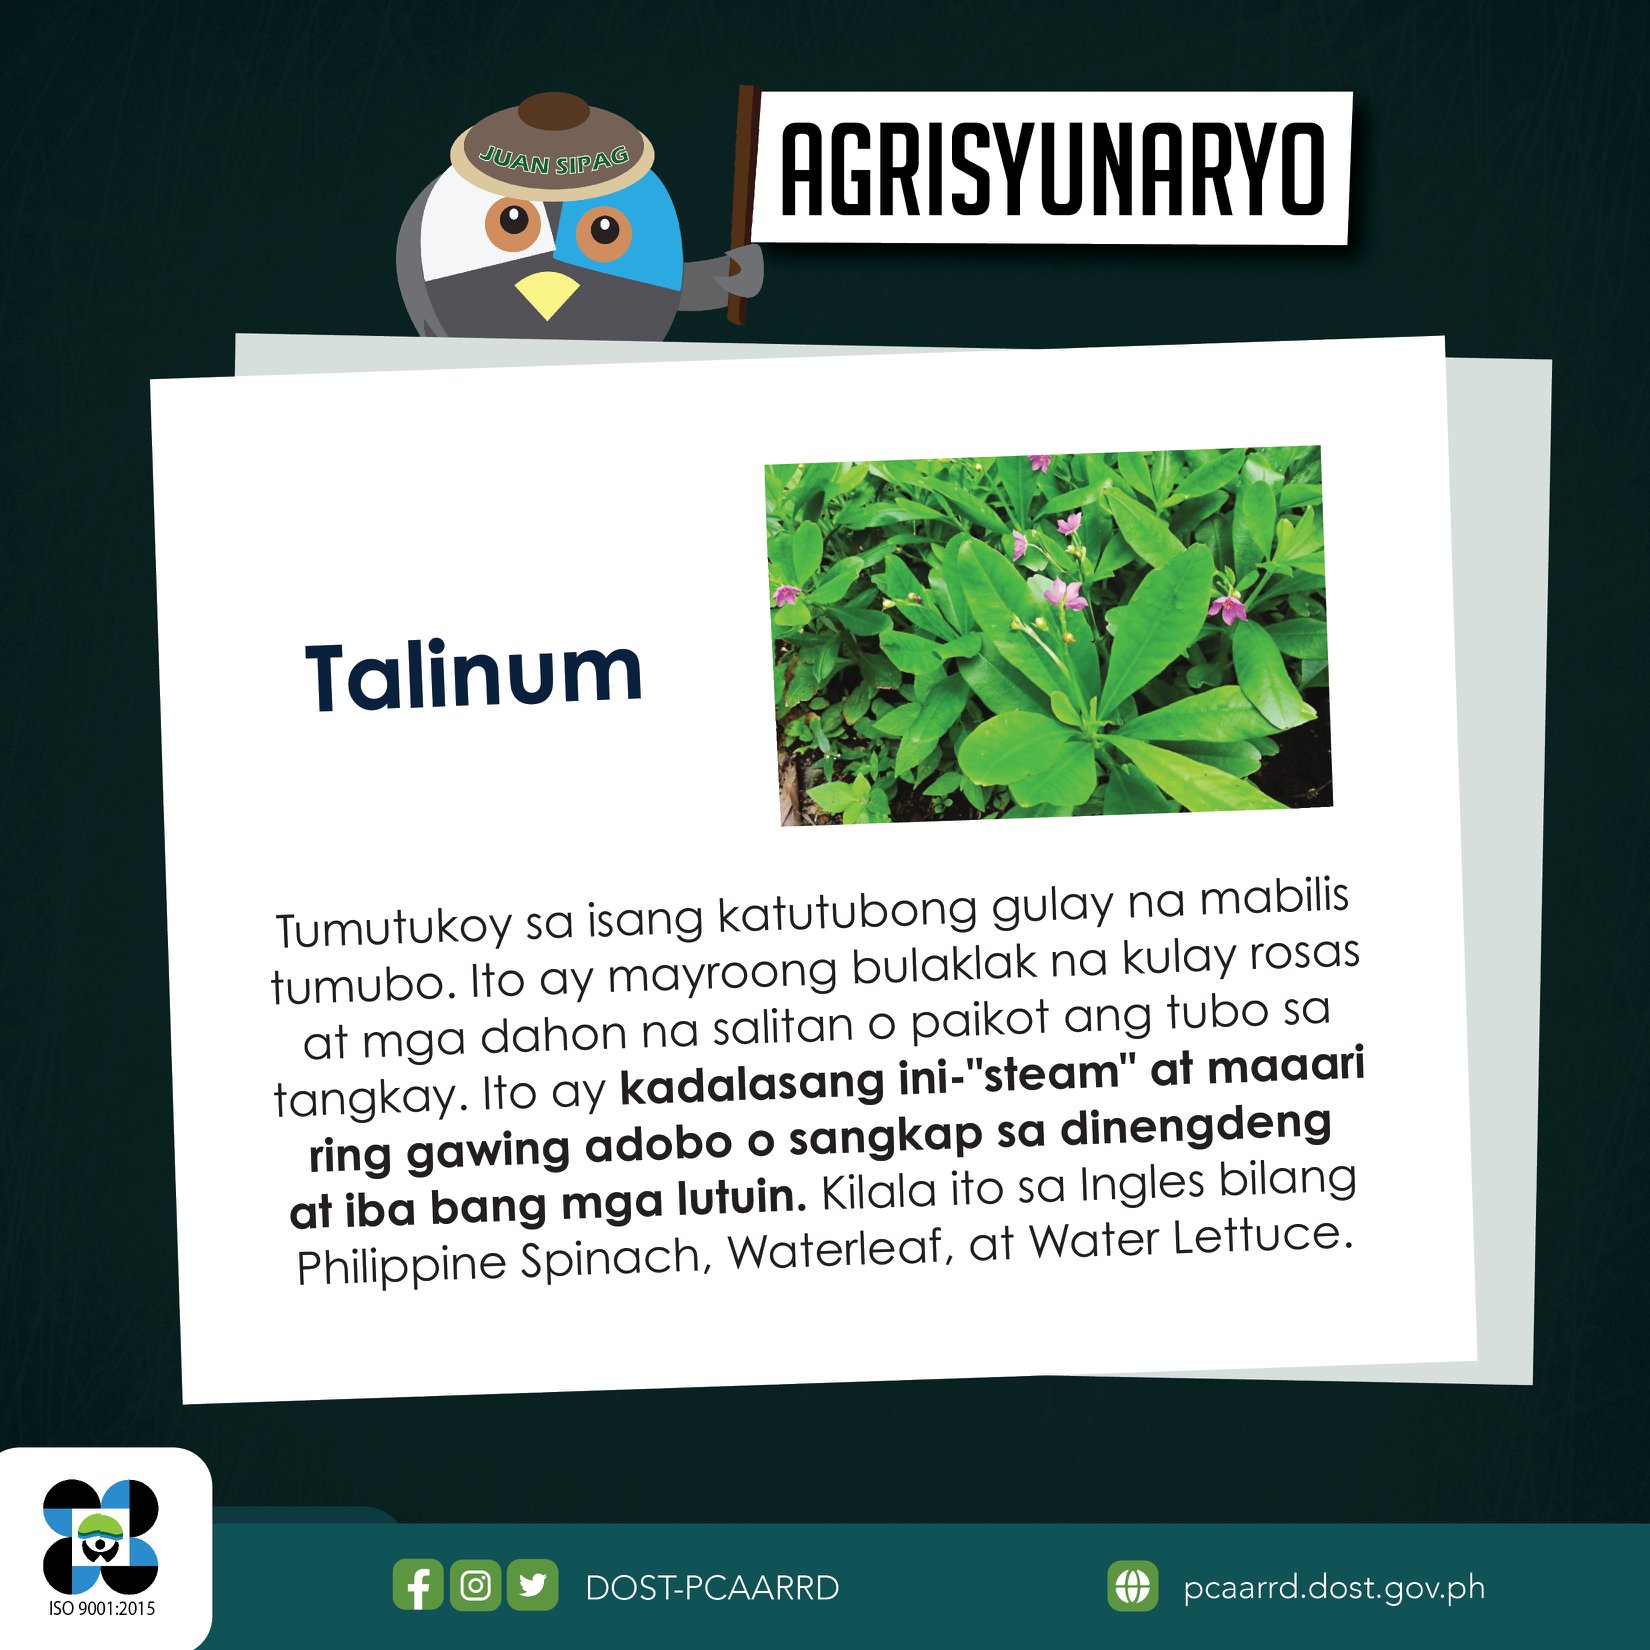 JUAN SIPAG
AGRISYUNARYO
Talinum
Tumutukoy sa isang katutubong gulay na mabilis
tumubo. Ito ay mayroong bulaklak na kulay rosas
at mga dahon na salitan o paikot ang tubo sa
tangkay. Ito ay kadalasang ini-"steam" at maaari
ring gawing adobo o sangkap sa dinengdeng
at iba bang mga lutuin. Kilala ito sa Ingles bilang
Philippine Spinach, Waterleaf, at Water Lettuce.
ISO 9001:2015
DOST-PCAARRD
pcaarrd.dost.gov.ph